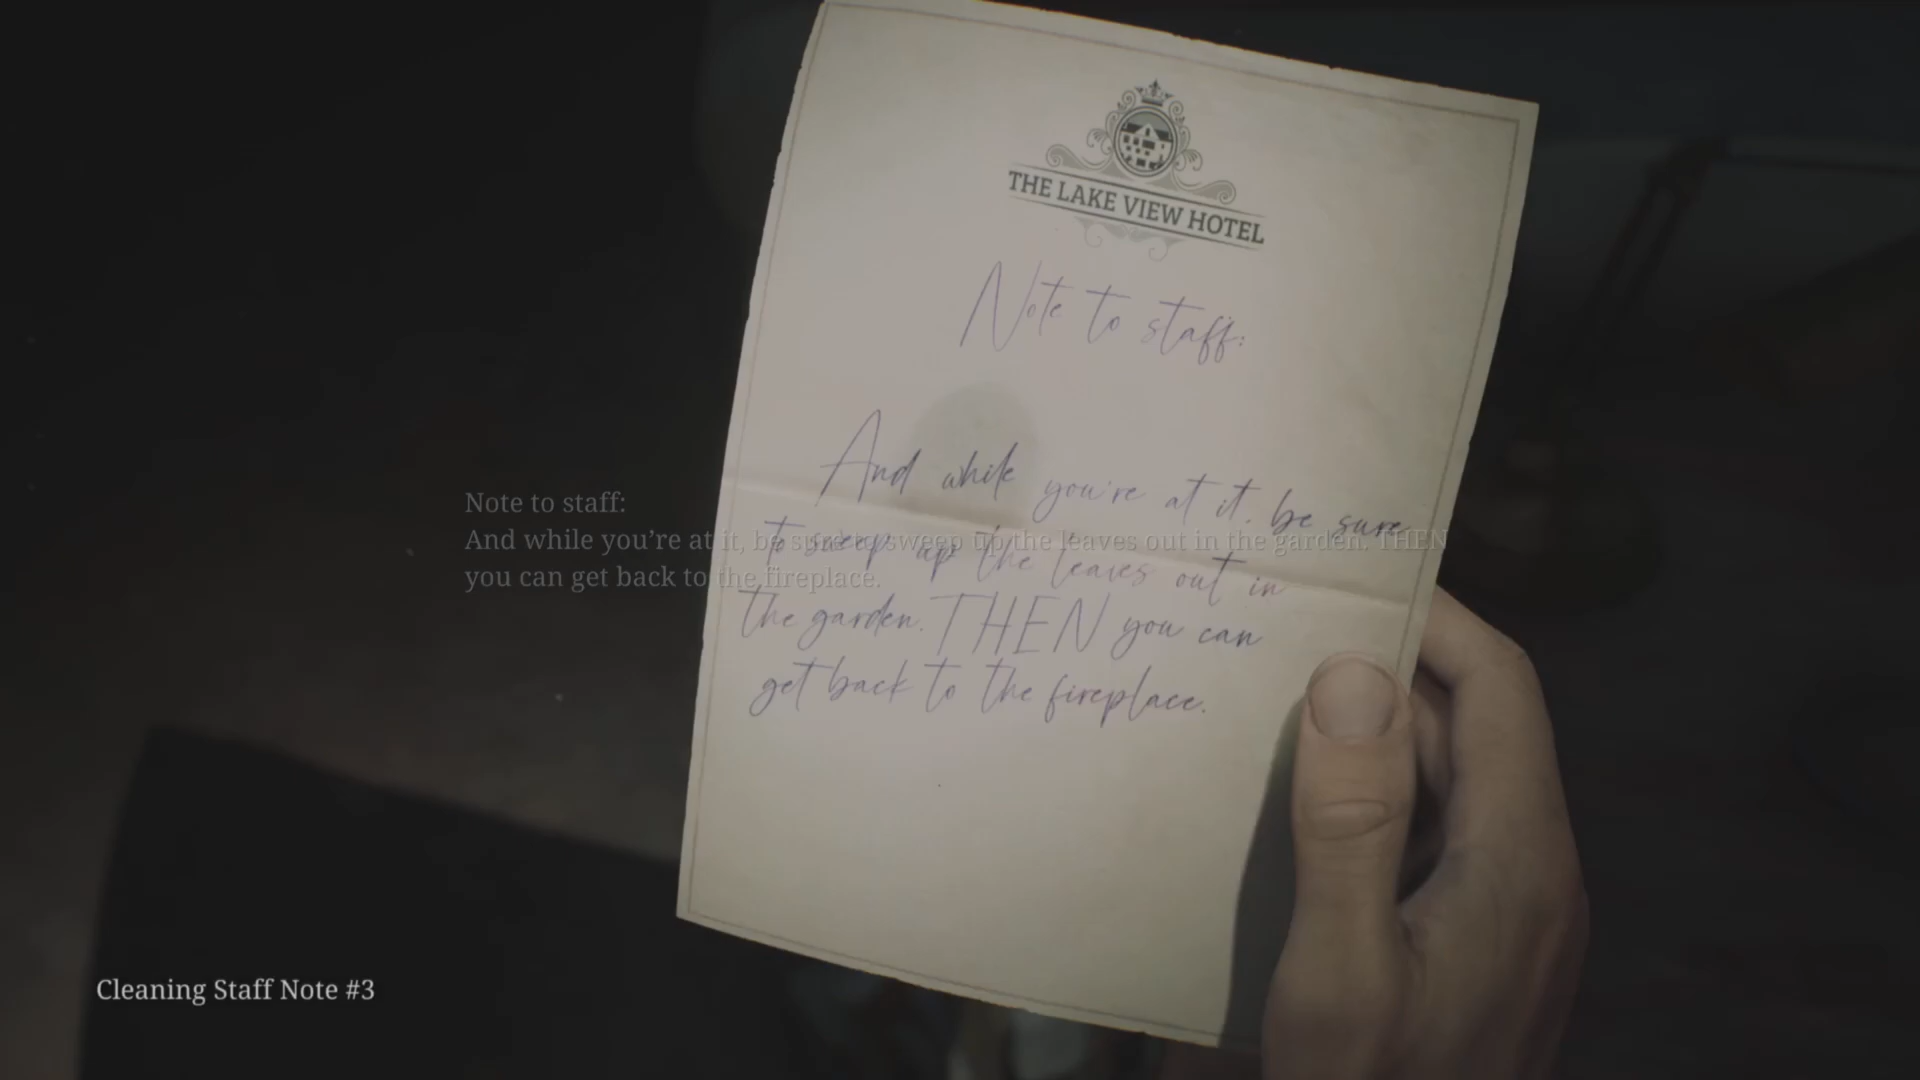 THE LAKE VIEW HOTEL
Note to staff:
And while you're at it, be sure
to sweep up the leaves out in
the garden. THEN you can
get back to the fireplace.
Note to staff:
And while you’re at it, be sure to sweep up the leaves out in the garden. THEN
you can get back to the fireplace.
Cleaning Staff Note #3